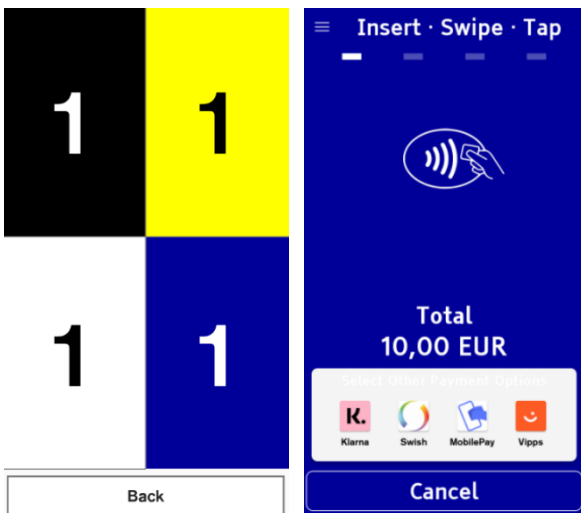 1
1
1
1
Back
Insert · Swipe · Tap
Total
10,00 EUR
Select Other Payment Options
K.
Klarna
Swish
MobilePay
Vipps
Cancel